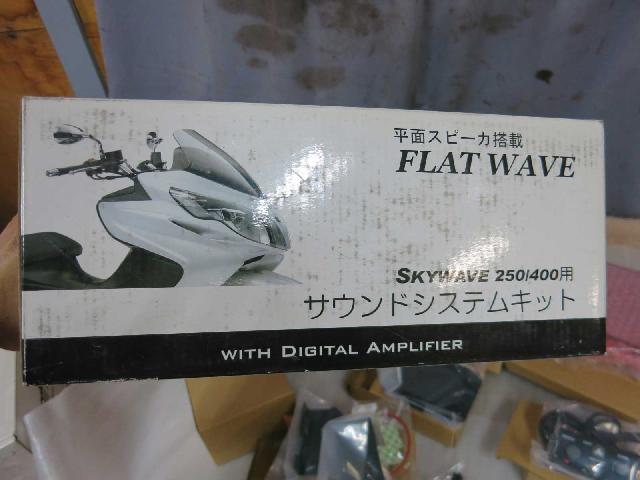 平面スピーカ搭載
FLAT WAVE
SKYWAVE 250/400用
サウンドシステムキット
WITH DIGITAL AMPLIFIER